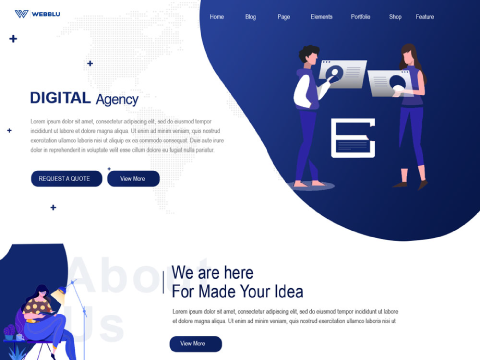 WEBBLU
Home Blog Page Elements Portfolio Shop Feature
DIGITAL Agency
Lorem ipsum dolor sit amet, consectetur adipiscing elit, sed do eiusmod tempor
incididunt ut labore et dolore magna aliqua. Ut enim ad minim veniam, quis nostrud
exercitation ullamco laboris nisi ut aliquip ex ea commodo consequat. Duis aute irure
dolor in reprehenderit in voluptate velit esse cillum dolore eu fugiat nulla pariatur.
REQUEST A QUOTE View More
About
Us
We are here
For Made Your Idea
Lorem ipsum dolor sit amet, consectetur adipiscing elit, sed do eiusmod tempor incididunt ut labore
et dolore magna aliqua. Ut enim ad minim veniam, quis nostrud exercitation ullamco laboris nisi ut
View More